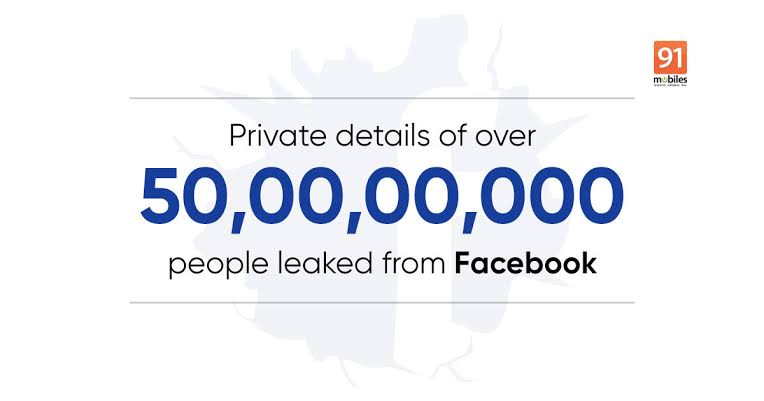 91
mobiles
Private details of over
50,00,00,000
people leaked from Facebook